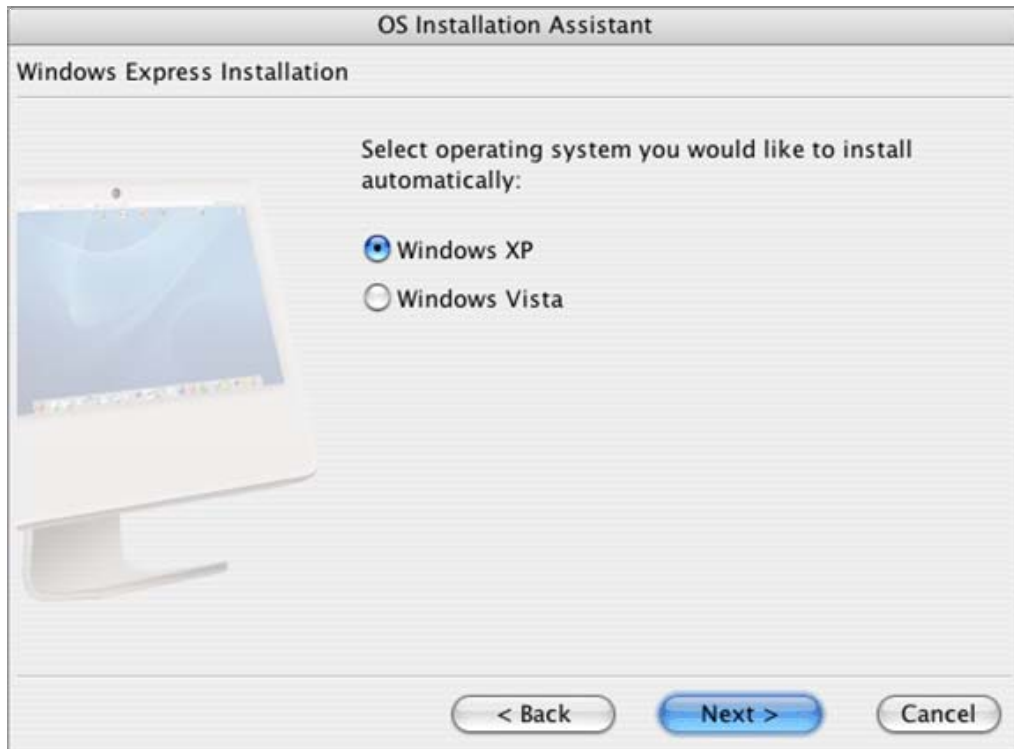 OS Installation Assistant
Windows Express Installation
Select operating system you would like to install
automatically:
Windows XP
Windows Vista
< Back
Next >
Cancel